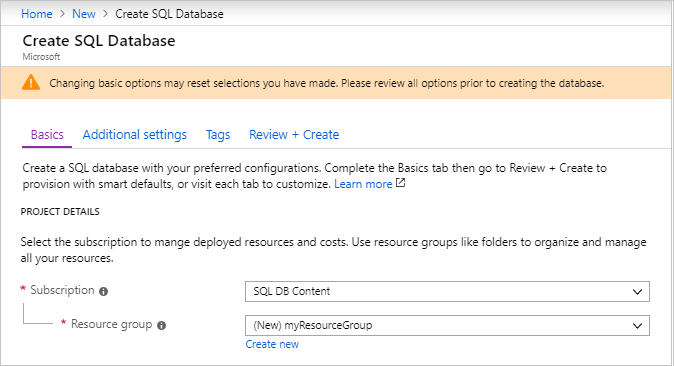 Home > New > Create SQL Database
Create SQL Database
Microsoft
Changing basic options may reset selections you have made. Please review all options prior to creating the database.
Basics Additional settings Tags Review + Create
Create a SQL database with your preferred configurations. Complete the Basics tab then go to Review + Create to
provision with smart defaults, or visit each tab to customize. Learn more
PROJECT DETAILS
Select the subscription to mange deployed resources and costs. Use resource groups like folders to organize and manage
all your resources.
* Subscription SQL DB Content
* Resource group (New) myResourceGroup
Create new